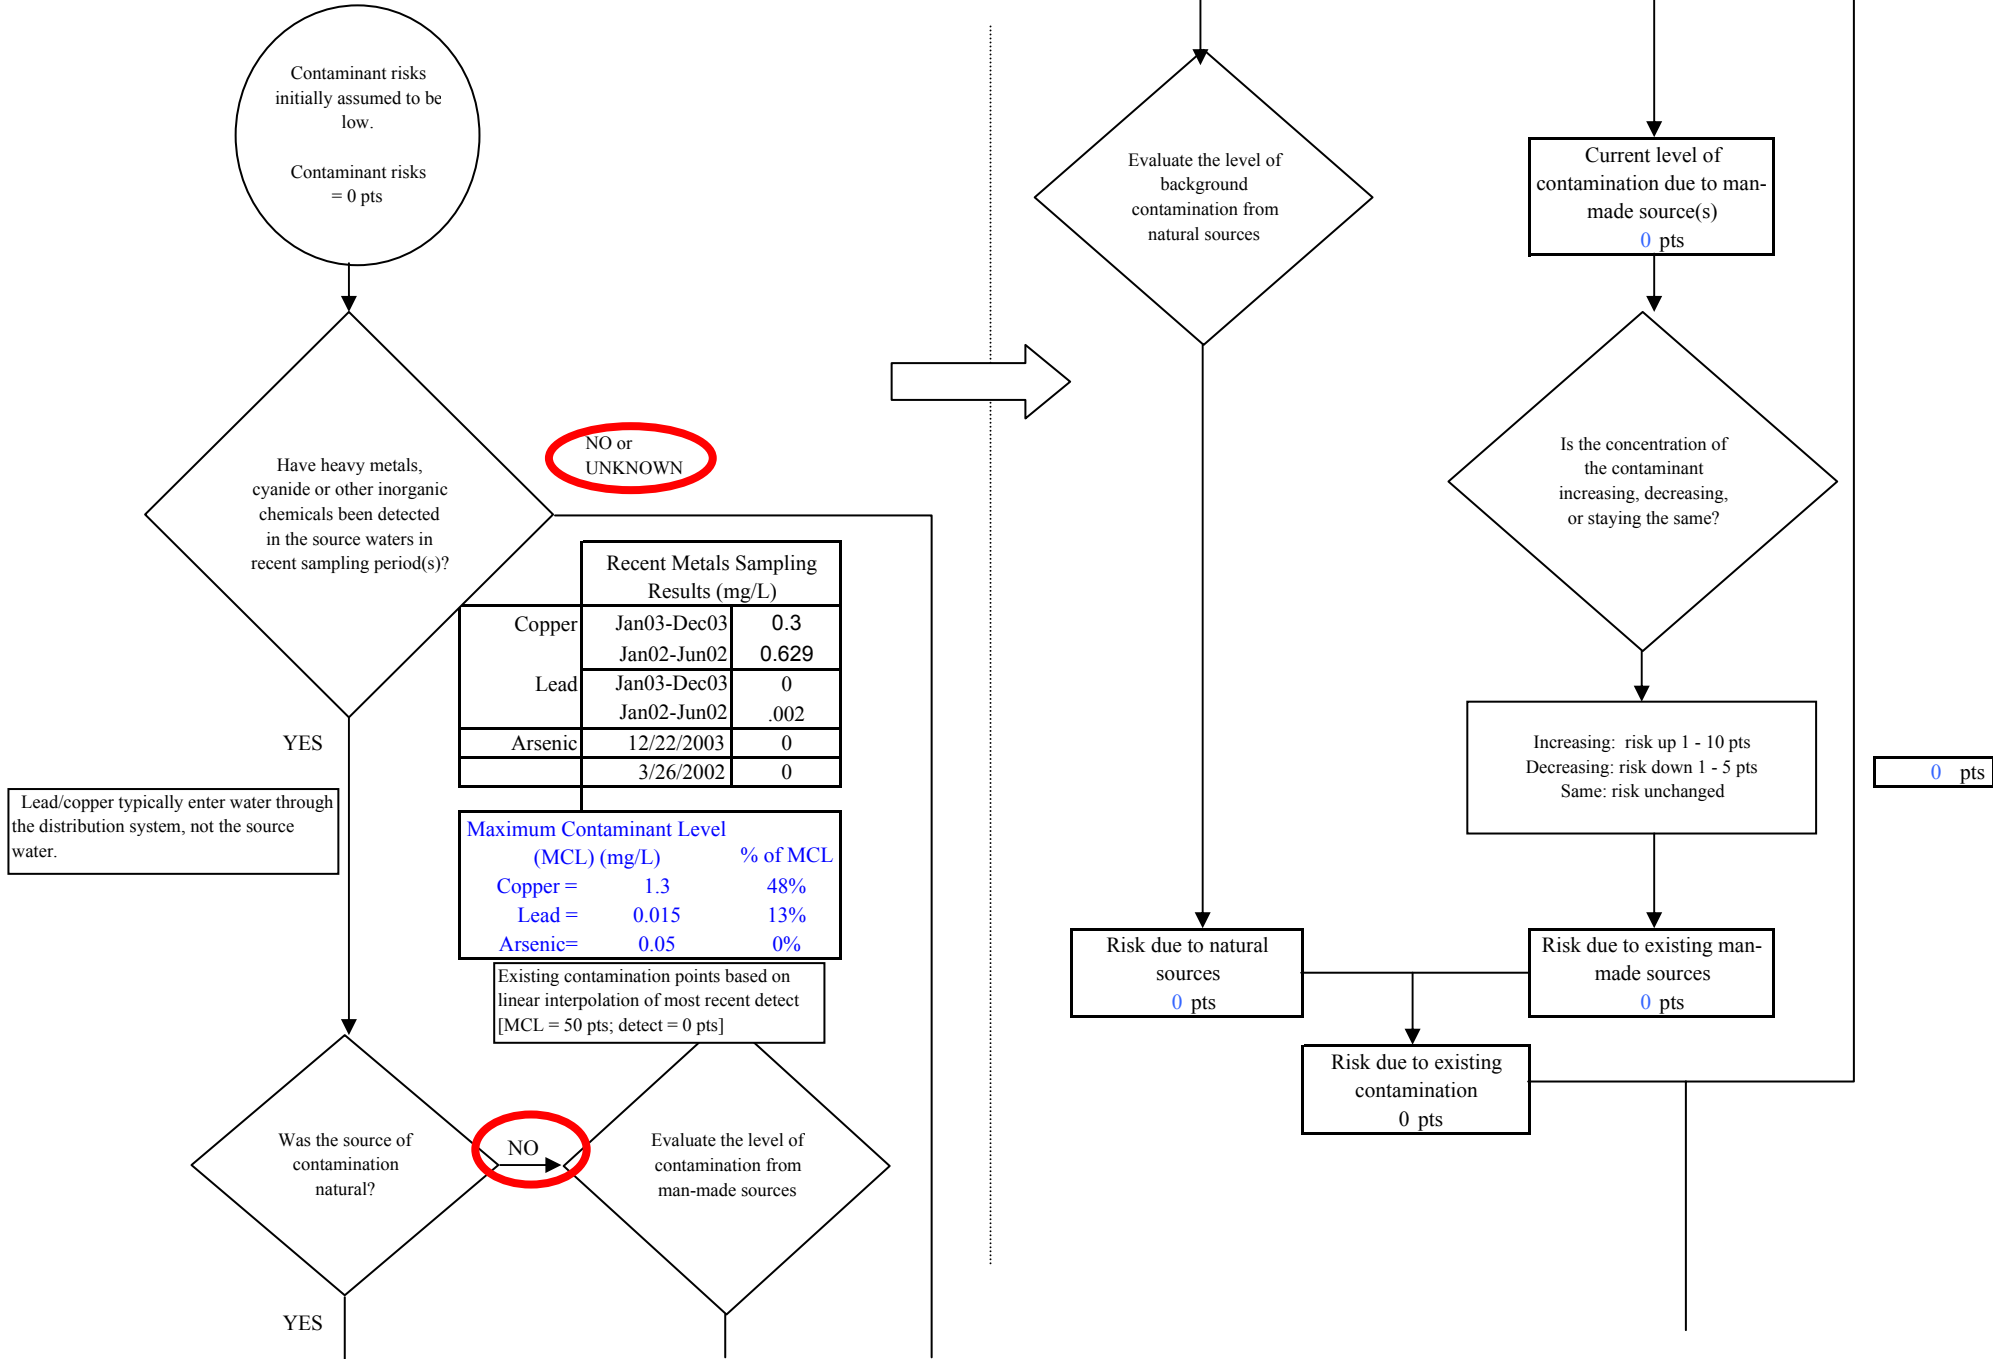 Contaminant risks
initially assumed to be
low.
Contaminant risks
= 0 pts
Have heavy metals,
cyanide or other inorganic
chemicals been detected
in the source waters in
recent sampling period(s)?
NO or
UNKNOWN
Recent Metals Sampling
Results (mg/L)
Copper Jan03-Dec03 0.3
Jan02-Jun02 0.629
Lead Jan03-Dec03 0
Jan02-Jun02 .002
Arsenic 12/22/2003 0
3/26/2002 0
YES
Lead/copper typically enter water through
the distribution system, not the source
water.
Maximum Contaminant Level
(MCL) (mg/L) % of MCL
Copper = 1.3 48%
Lead = 0.015 13%
Arsenic= 0.05 0%
Existing contamination points based on
linear interpolation of most recent detect
[MCL = 50 pts; detect = 0 pts]
Was the source of
contamination
natural?
NO
Evaluate the level of
contamination from
man-made sources
YES
Evaluate the level of
background
contamination from
natural sources
Current level of
contamination due to man-
made source(s)
0 pts
Is the concentration of
the contaminant
increasing, decreasing,
or staying the same?
Increasing: risk up 1 - 10 pts
Decreasing: risk down 1 - 5 pts
Same: risk unchanged
0 pts
Risk due to natural
sources
0 pts
Risk due to existing man-
made sources
0 pts
Risk due to existing
contamination
0 pts